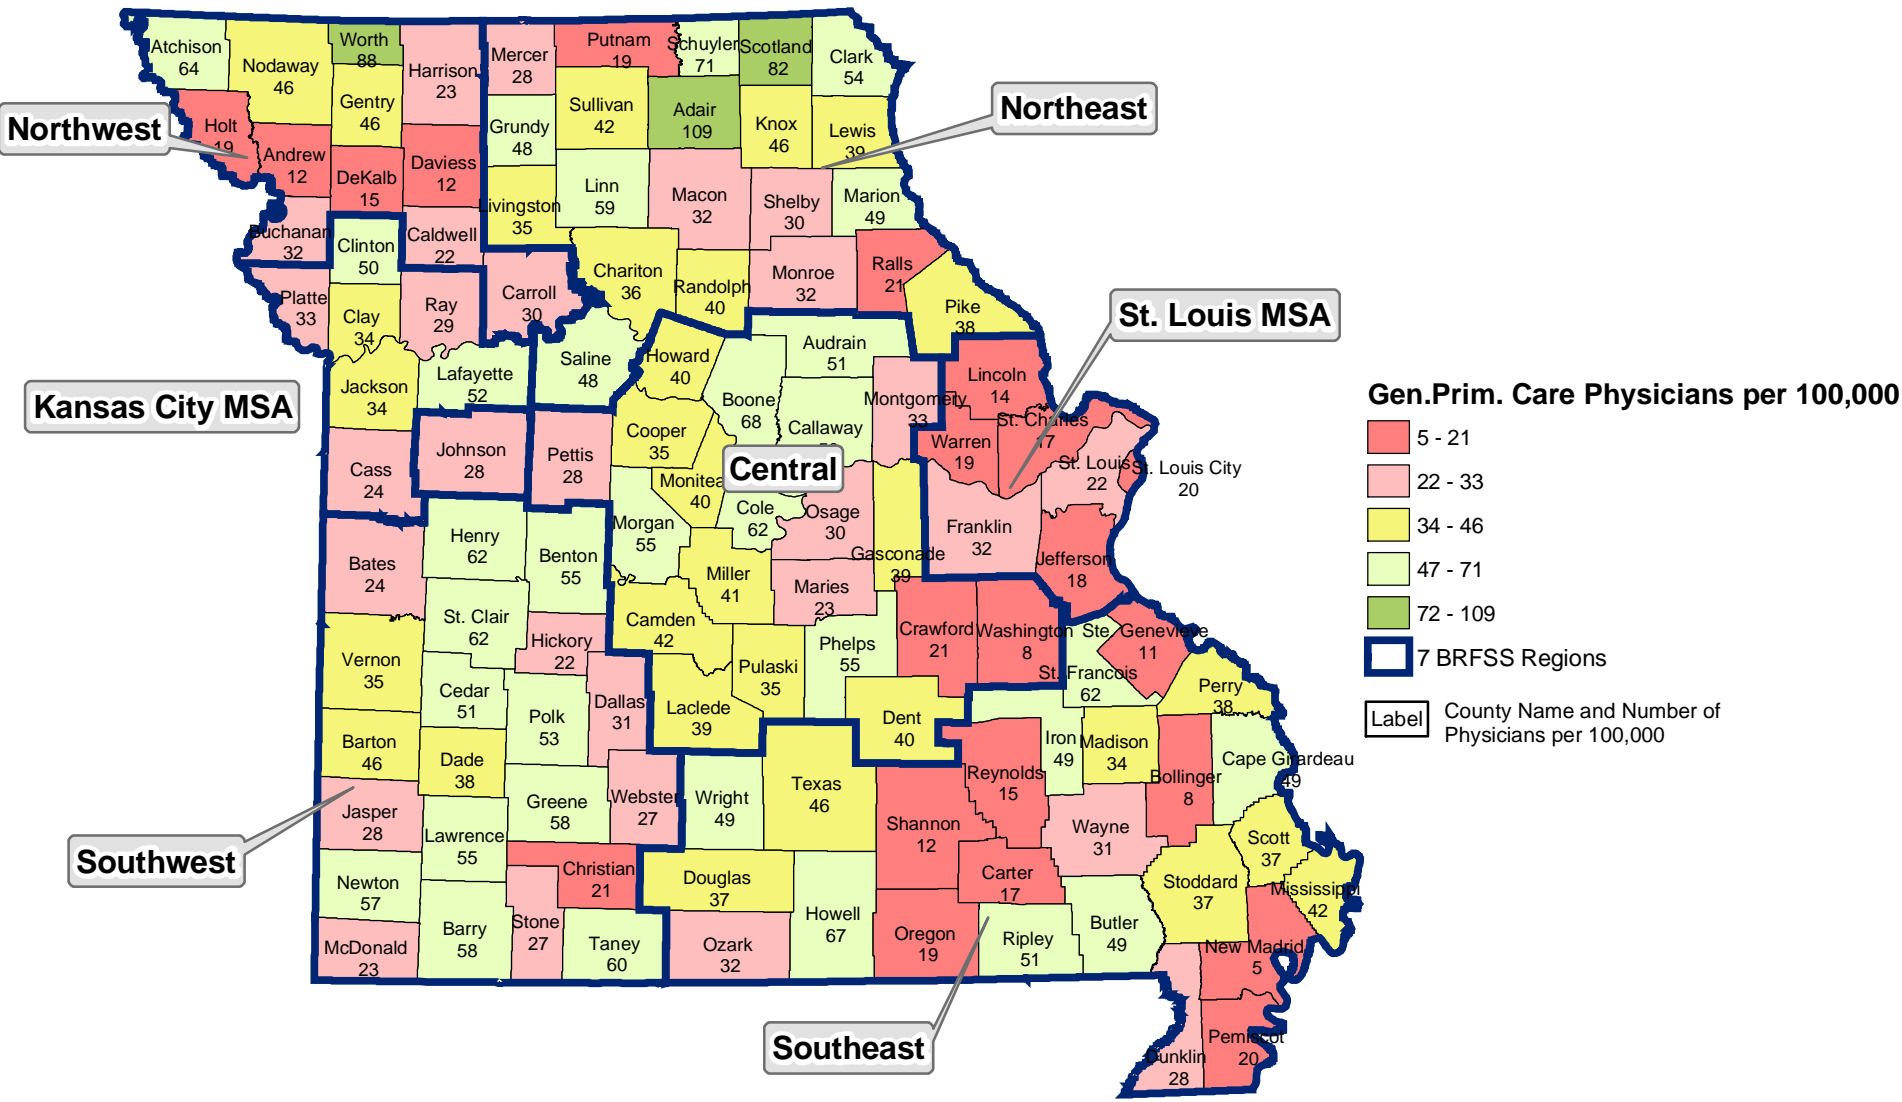 Atchison
64
Nodaway
46
Worth
88
Harrison
23
Mercer
28
Putnam
19
Schuyler
71
Scotland
82
Clark
54
Gentry
46
Sullivan
42
Adair
109
Knox
46
Lewis
39
Northeast
Northwest
Holt
19
Andrew
12
DeKalb
15
Daviess
12
Grundy
48
Livingston
35
Linn
59
Macon
32
Shelby
30
Marion
49
Buchanan
32
Clinton
50
Caldwell
22
Carroll
30
Chariton
36
Randolph
40
Monroe
32
Ralls
21
Pike
38
Platte
33
Clay
34
Ray
29
St. Louis MSA
Kansas City MSA
Jackson
34
Lafayette
52
Saline
48
Howard
40
Boone
68
Audrain
51
Callaway
Montgomery
33
Lincoln
14
Warren
19
St. Charles
17
St. Louis
22
St. Louis City
20
Cass
24
Johnson
28
Pettis
28
Cooper
35
Central
Moniteau
40
Morgan
55
Cole
62
Osage
30
Gasconade
39
Franklin
32
Jefferson
18
Bates
24
Henry
62
Benton
55
Miller
41
Maries
23
Camden
42
Pulaski
35
Phelps
55
Crawford
21
Washington
8
Ste. Genevieve
11
St. Francois
62
Perry
38
Vernon
35
St. Clair
62
Hickory
22
Cedar
51
Polk
53
Dallas
31
Laclede
39
Dent
40
Iron
49
Madison
34
Bollinger
8
Cape Girardeau
49
Barton
46
Dade
38
Jasper
28
Greene
58
Webster
27
Wright
49
Texas
46
Reynolds
15
Shannon
12
Wayne
31
Scott
37
Southwest
Lawrence
55
Christian
21
Newton
57
Barry
58
Stone
27
Taney
60
McDonald
23
Douglas
37
Ozark
32
Howell
67
Oregon
19
Carter
17
Ripley
51
Butler
49
Stoddard
37
Mississippi
42
New Madrid
5
Pemiscot
20
Dunklin
28
Southeast
Gen.Prim. Care Physicians per 100,000
5 - 21
22 - 33
34 - 46
47 - 71
72 - 109
7 BRFSS Regions
Label
County Name and Number of
Physicians per 100,000